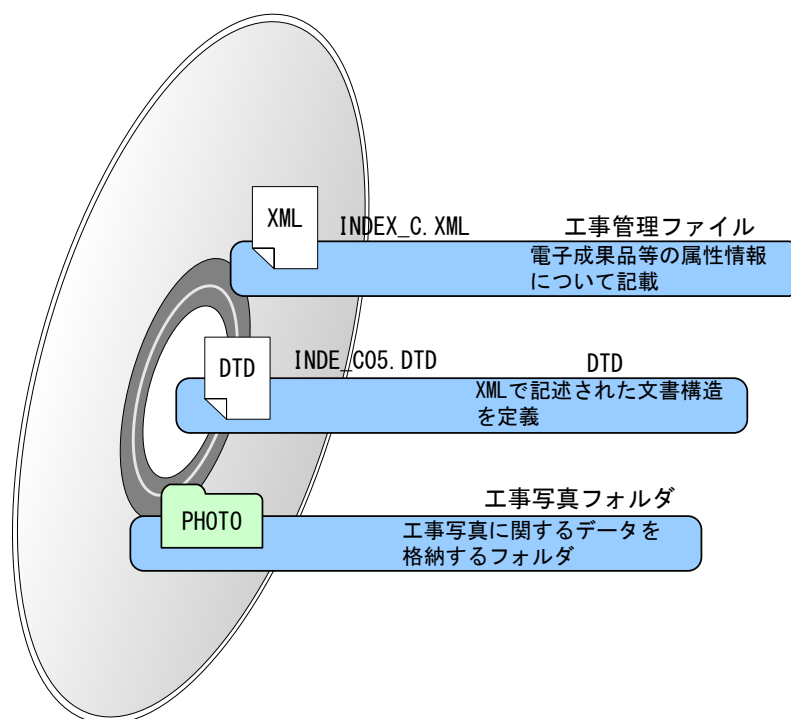 XML
INDEX_C.XML
工事管理ファイル
電子成果品等の属性情報
について記載
DTD
INDE_C05.DTD
DTD
XMLで記述された文書構造
を定義
PHOTO
工事写真フォルダ
工事写真に関するデータを
格納するフォルダ